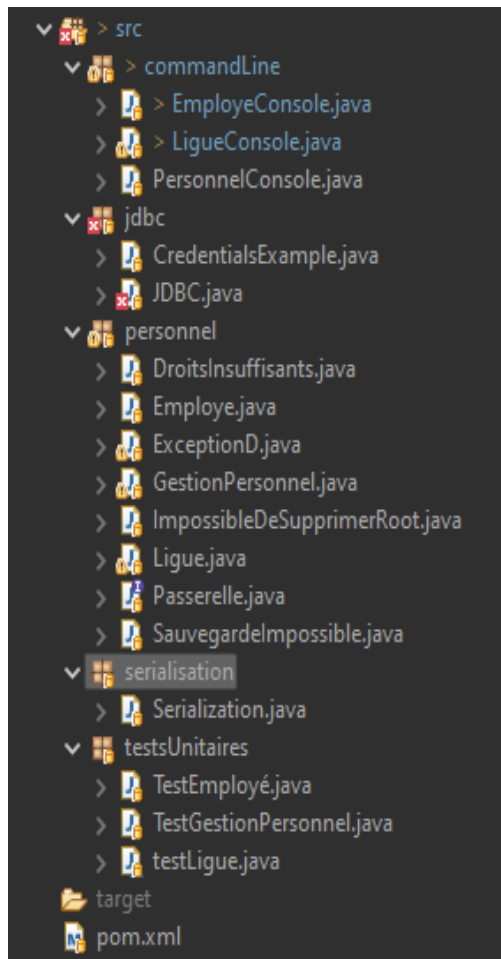 > src
> commandLine
> EmployeConsole.java
> LigueConsole.java
PersonnelConsole.java
jdbc
CredentialsExample.java
JDBC.java
personnel
DroitsInsuffisants.java
Employe.java
ExceptionD.java
GestionPersonnel.java
ImpossibleDeSupprimerRoot.java
Ligue.java
Passerelle.java
SauvegardeImpossible.java
serialisation
Serialization.java
testsUnitaires
TestEmployé.java
TestGestionPersonnel.java
testLigue.java
target
pom.xml